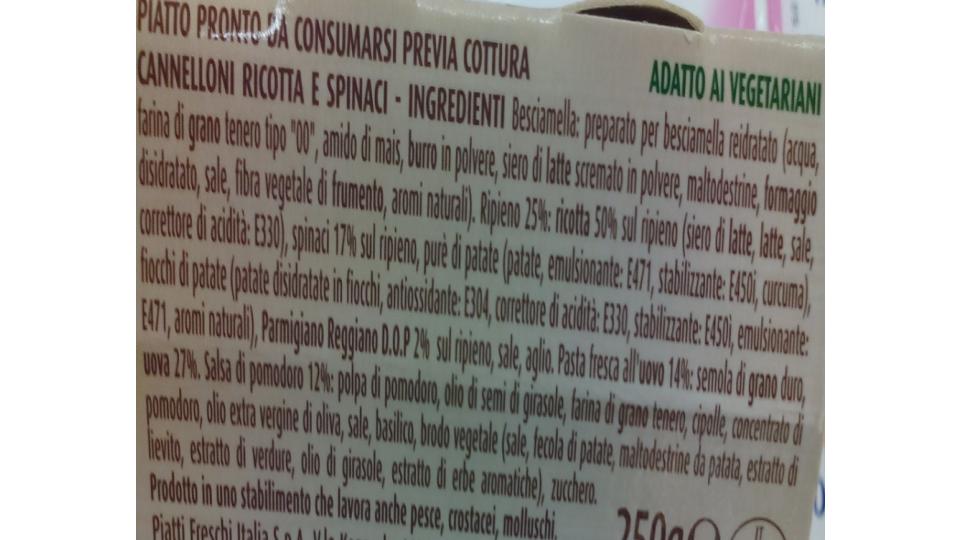 PIATTO PRONTO DA CONSUMARSI PREVIA COTTURA
ADATTO AI VEGETARIANI
CANNELLONI RICOTTA E SPINACI - INGREDIENTI Besciamella: preparato per besciamella reidratato (acqua,
farina di grano tenero tipo "00", amido di mais, burro in polvere, siero di latte scremato in polvere, maltodestrine, formaggio
disidratato, sale, fibra vegetale di frumento, aromi naturali). Ripieno 25%: ricotta 50% sul ripieno (siero di latte, latte, sale,
correttore di acidità: E330), spinaci 17% sul ripieno, purè di patate (patate, emulsionante: E471, stabilizzante: E450i, curcuma),
fiocchi di patate (patate disidratate in fiocchi, antiossidante: E304, correttore di acidità: E330, stabilizzante: E450i, emulsionante:
E471, aromi naturali), Parmigiano Reggiano D.O.P 2% sul ripieno, sale, aglio. Pasta fresca all'uovo 14%: semola di grano duro,
uova 27%. Salsa di pomodoro 12%: polpa di pomodoro, olio di semi di girasole, farina di grano tenero, cipolle, concentrato di
pomodoro, olio extra vergine di oliva, sale, basilico, brodo vegetale (sale, fecola di patate, maltodestrine da patata, estratto di
lievito, estratto di verdure, olio di girasole, estratto di erbe aromatiche), zucchero.
Prodotto in uno stabilimento che lavora anche pesce, crostacei, molluschi.
250g
Piatti Freschi Italia S.p.A.